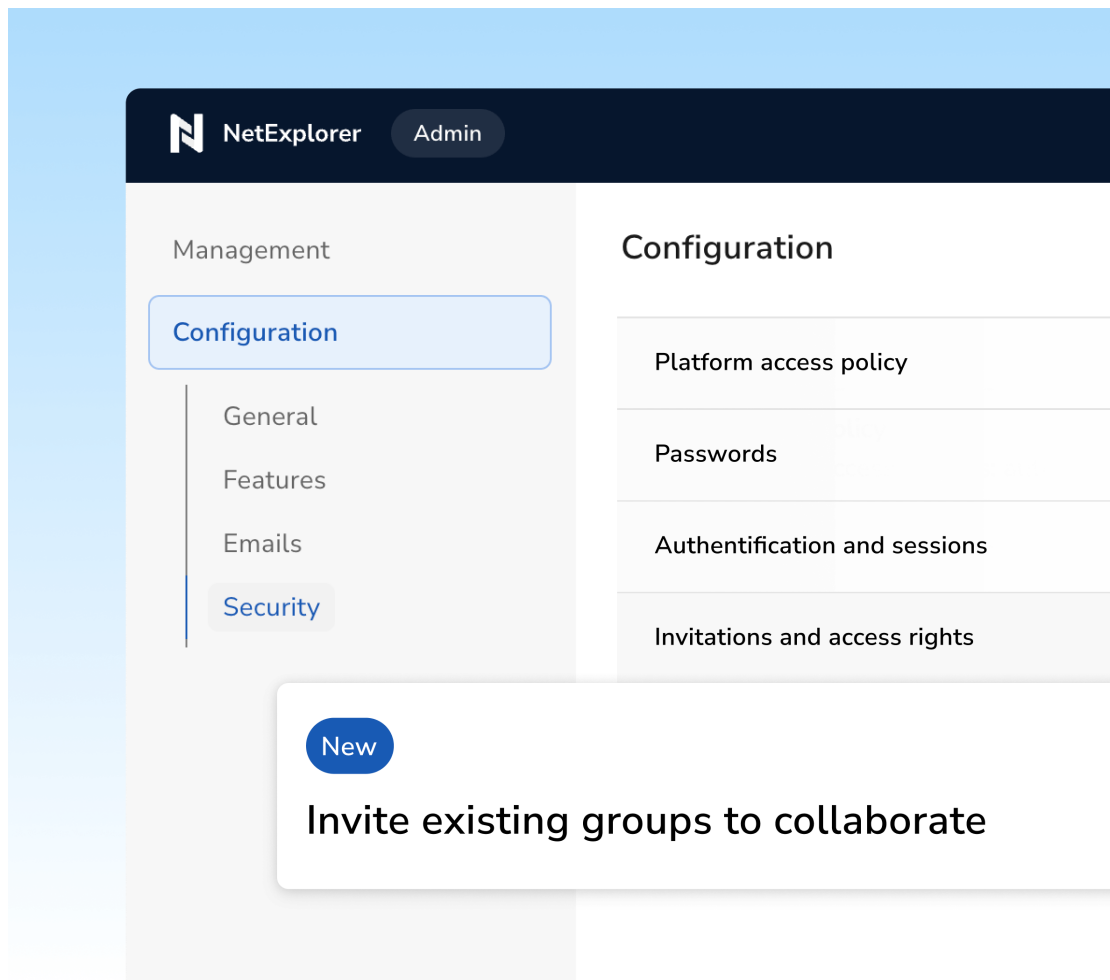 NetExplorer
Admin
Management
Configuration
General
Features
Emails
Security
Configuration
Platform access policy
Passwords
Authentification and sessions
Invitations and access rights
New
Invite existing groups to collaborate